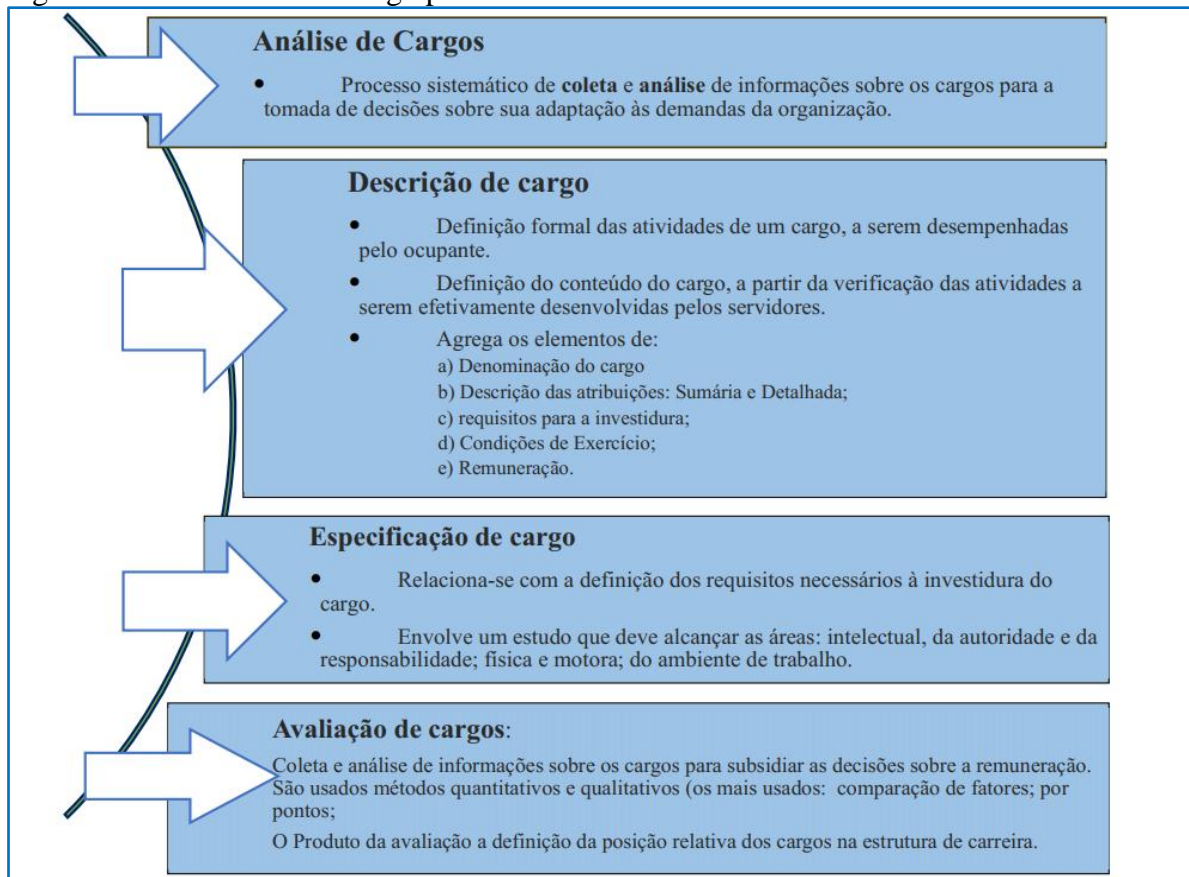 Análise de Cargos
• Processo sistemático de coleta e análise de informações sobre os cargos para a
tomada de decisões sobre sua adaptação às demandas da organização.
Descrição de cargo
• Definição formal das atividades de um cargo, a serem desempenhadas
pelo ocupante.
• Definição do conteúdo do cargo, a partir da verificação das atividades a
serem efetivamente desenvolvidas pelos servidores.
• Agrega os elementos de:
a) Denominação do cargo
b) Descrição das atribuições: Sumária e Detalhada;
c) requisitos para a investidura;
d) Condições de Exercício;
e) Remuneração.
Especificação de cargo
• Relaciona-se com a definição dos requisitos necessários à investidura do
cargo.
• Envolve um estudo que deve alcançar as áreas: intelectual, da autoridade e da
responsabilidade; física e motora; do ambiente de trabalho.
Avaliação de cargos:
Coleta e análise de informações sobre os cargos para subsidiar as decisões sobre a remuneração.
São usados métodos quantitativos e qualitativos (os mais usados: comparação de fatores; por
pontos;
O Produto da avaliação a definição da posição relativa dos cargos na estrutura de carreira.